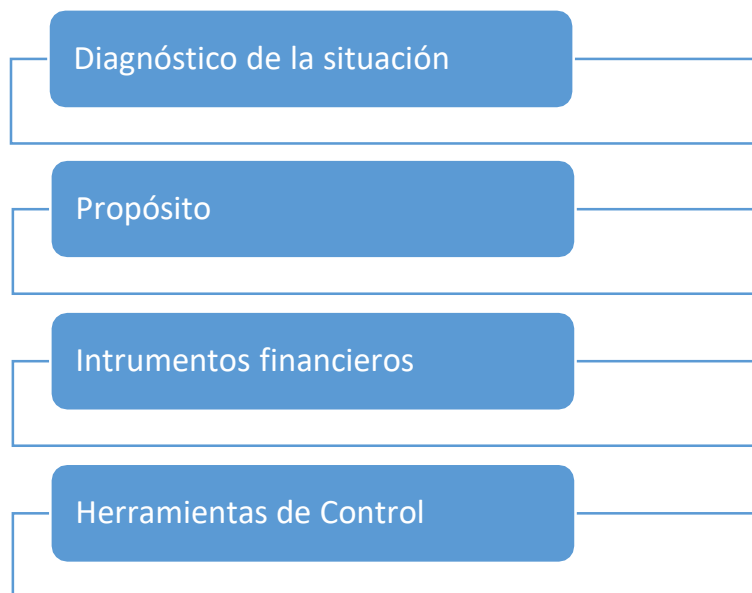 Diagnóstico de la situación
Propósito
Intrumentos financieros
Herramientas de Control